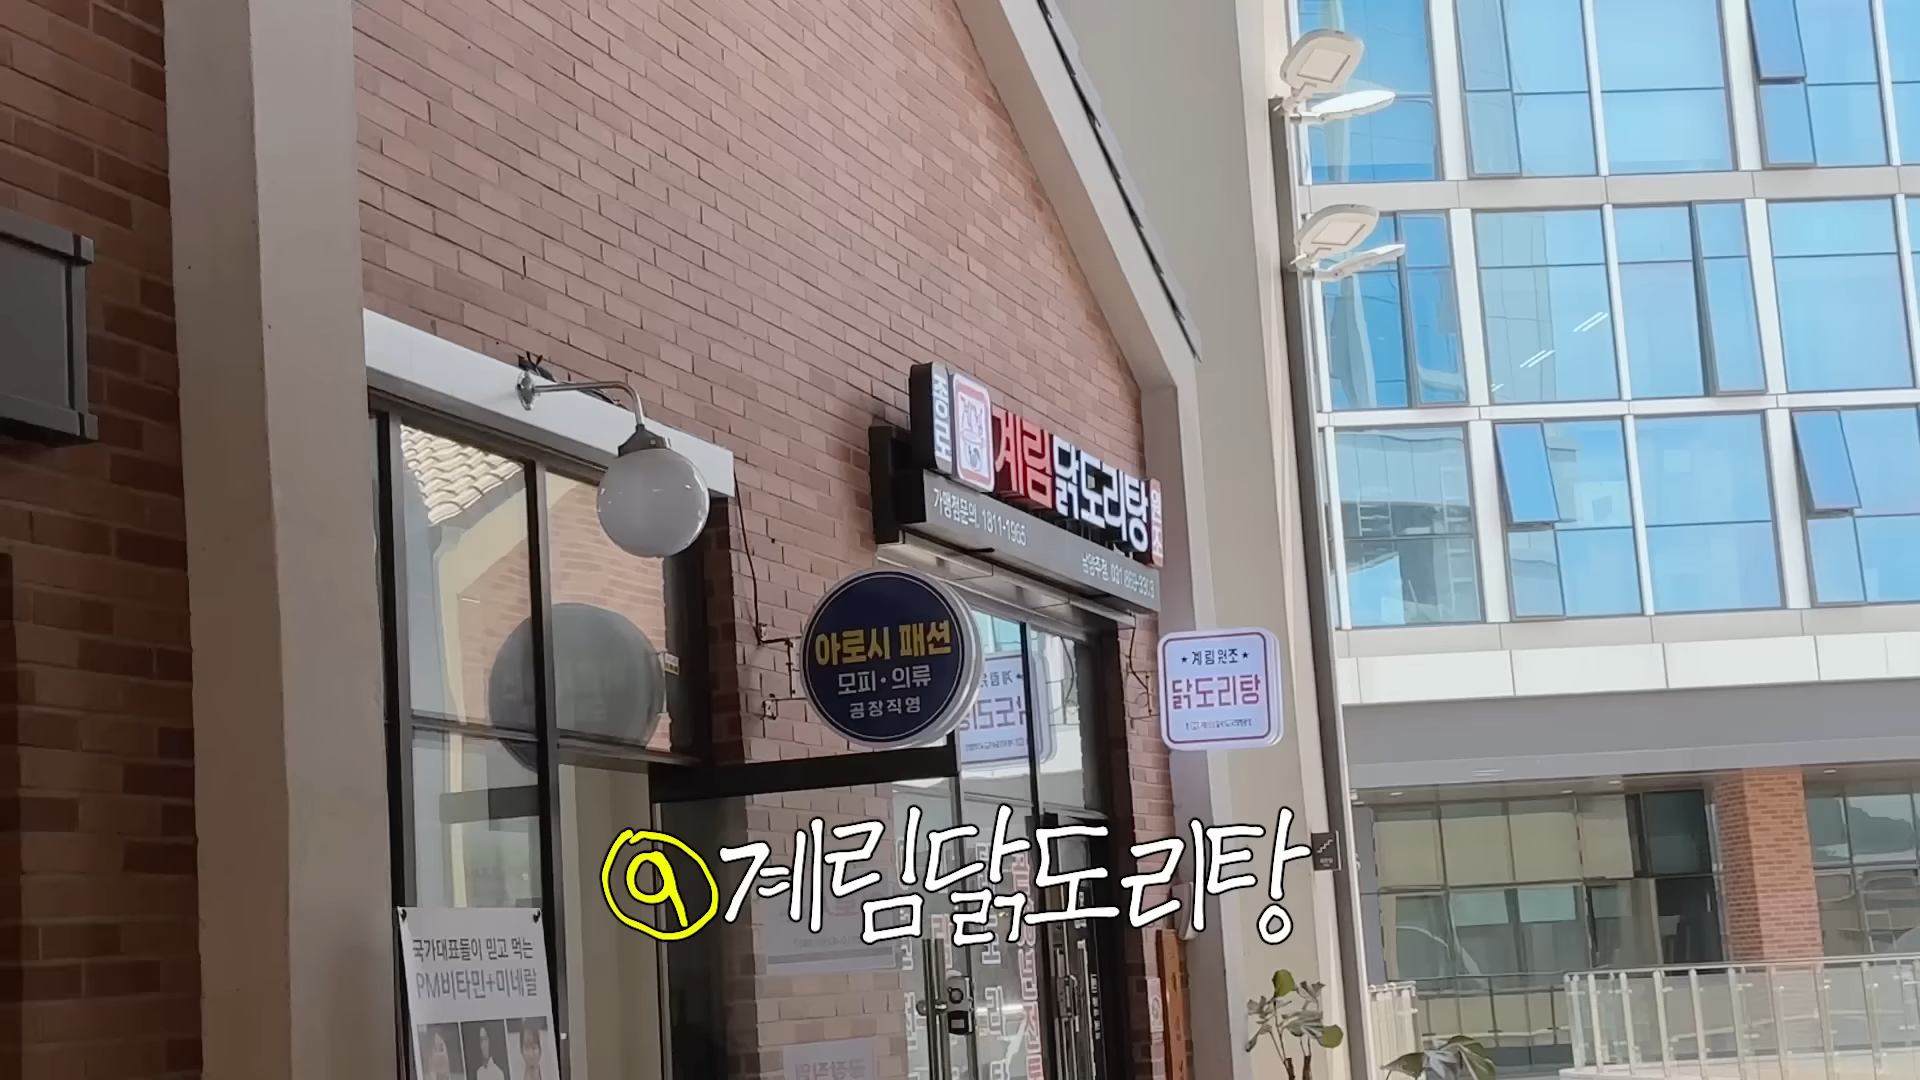 종로 계림닭도리탕 원조
가맹점문의. 1811-1965
남양주점. 031)869-3313
아로시 패션
모피·의류
공장직영
★계림원조★
닭도리탕
@계림닭도리탕
국가대표들이 믿고 먹는
PM비타민+미네랄